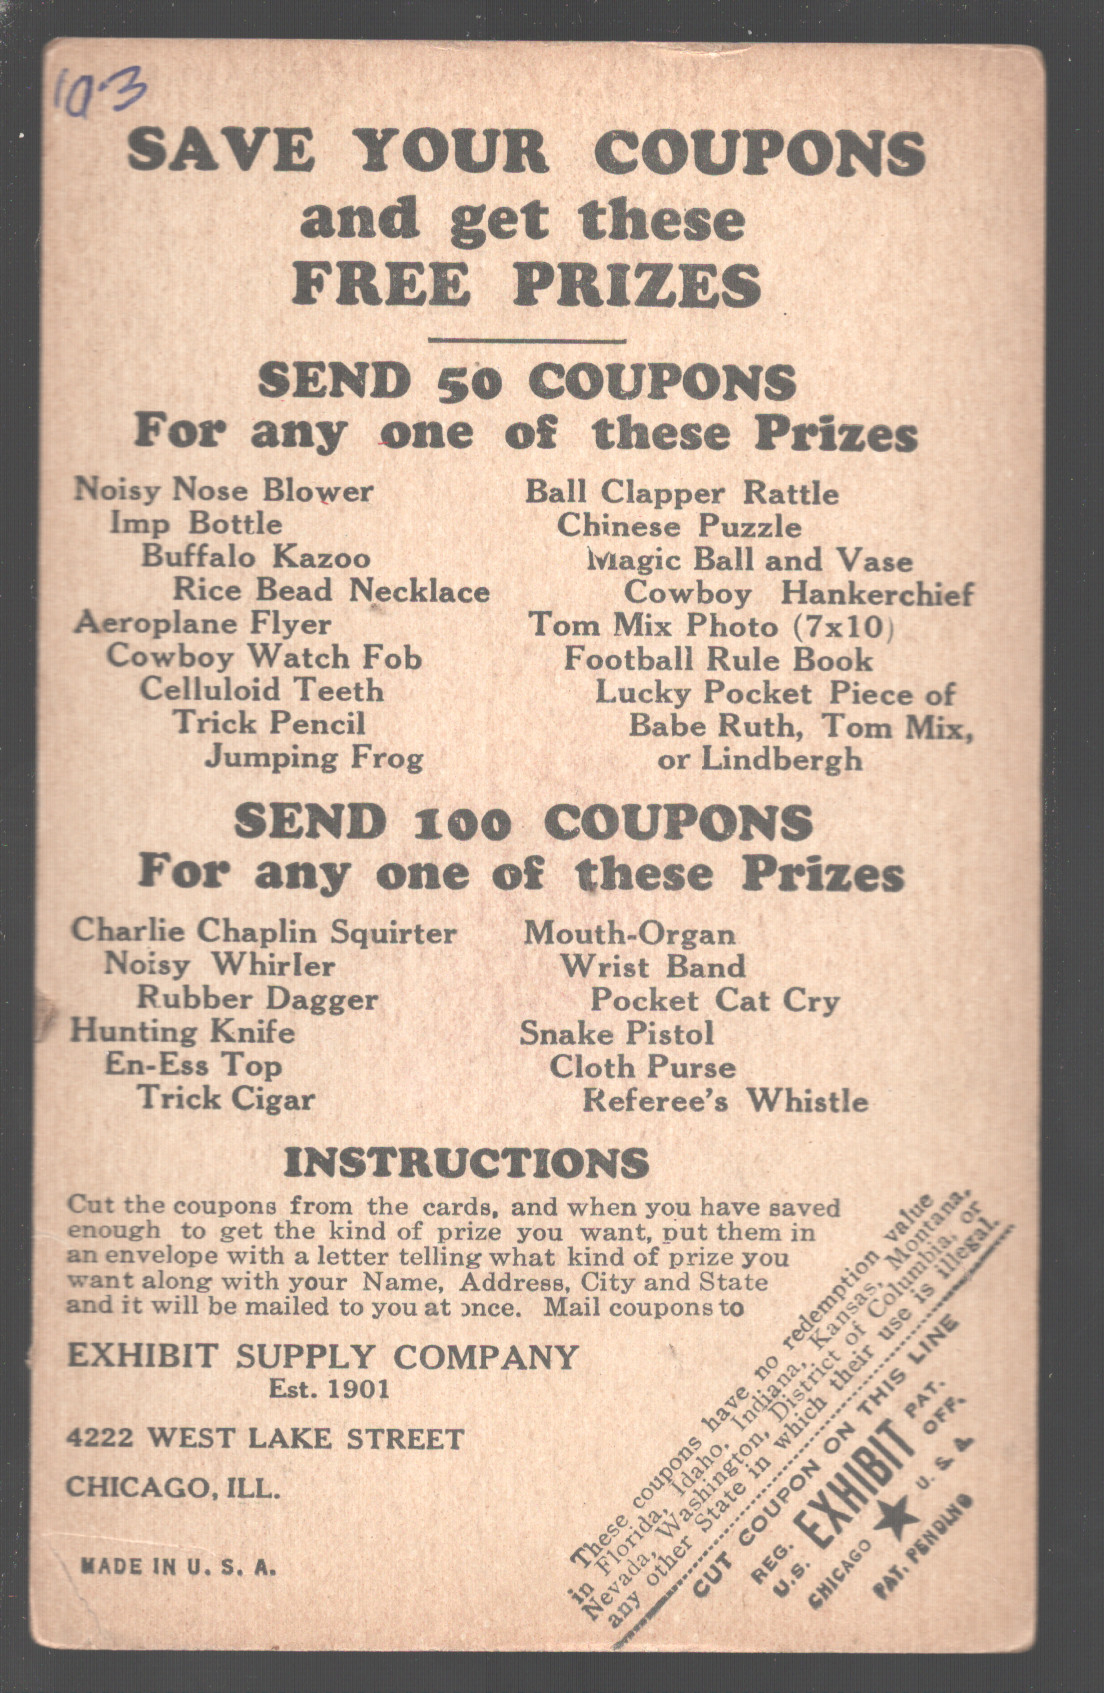 10-3
SAVE YOUR COUPONS
and get these
FREE PRIZES
SEND 50 COUPONS
For any one of these Prizes
Noisy Nose Blower
Imp Bottle
Buffalo Kazoo
Rice Bead Necklace
Aeroplane Flyer
Cowboy Watch Fob
Celluloid Teeth
Trick Pencil
Jumping Frog
Ball Clapper Rattle
Chinese Puzzle
Magic Ball and Vase
Cowboy Hankerchief
Tom Mix Photo (7x10)
Football Rule Book
Lucky Pocket Piece of
Babe Ruth, Tom Mix,
or Lindbergh
SEND 100 COUPONS
For any one of these Prizes
Charlie Chaplin Squirter
Noisy Whirler
Rubber Dagger
Hunting Knife
En-Ess Top
Trick Cigar
Mouth-Organ
Wrist Band
Pocket Cat Cry
Snake Pistol
Cloth Purse
Referee's Whistle
INSTRUCTIONS
Cut the coupons from the cards, and when you have saved
enough to get the kind of prize you want, put them in
an envelope with a letter telling what kind of prize you
want along with your Name, Address, City and State
and it will be mailed to you at once. Mail coupons to
EXHIBIT SUPPLY COMPANY
Est. 1901
4222 WEST LAKE STREET
CHICAGO, ILL.
MADE IN U. S. A.
These coupons have no redemption value
in Florida, Idaho, Indiana, Kansas, Montana,
Nevada, Washington, District of Columbia, or
any other State in which their use is illegal.
CUT COUPON ON THIS LINE
REG. EXHIBIT PAT.
U.S. OFF.
CHICAGO ★ U. S. A
PAT. PENDING